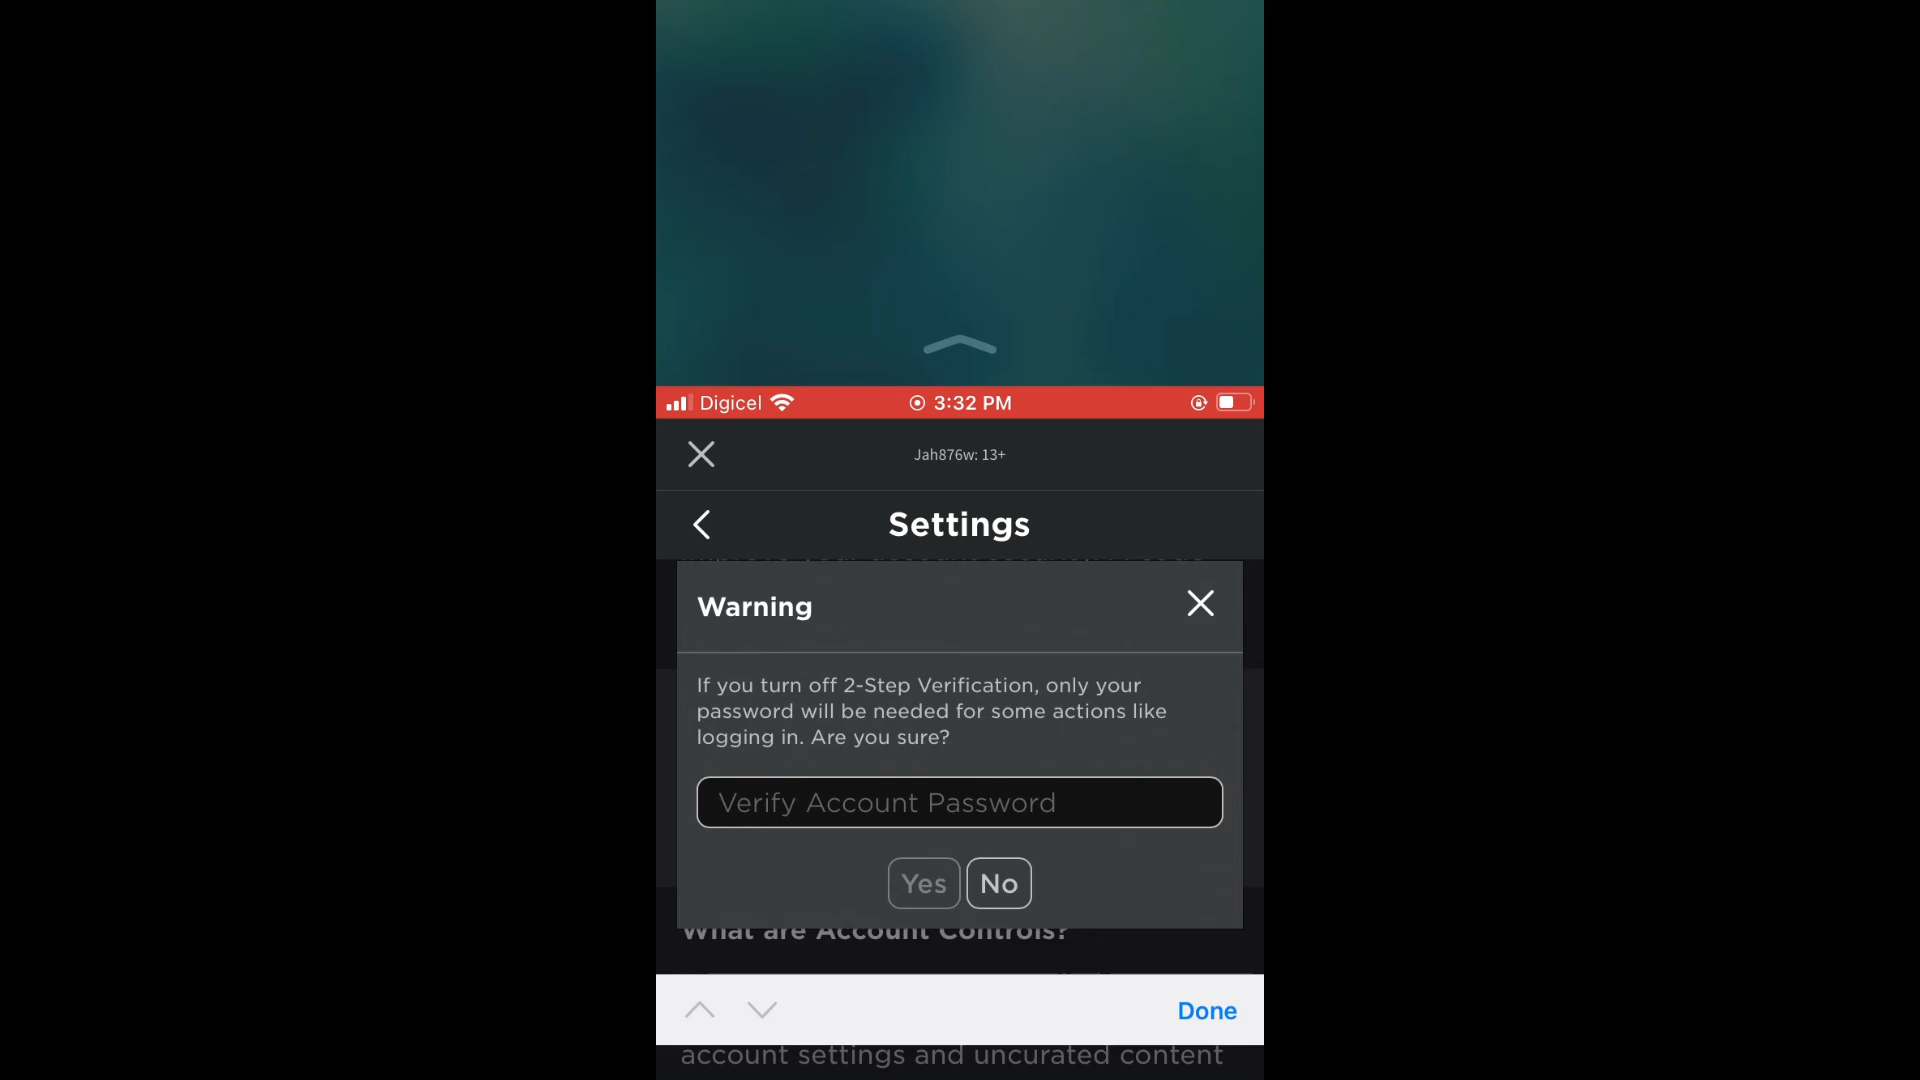 Digicel 3:32 PM
Jah876w: 13+
Settings
Warning
If you turn off 2-Step Verification, only your
password will be needed for some actions like
logging in. Are you sure?
Verify Account Password
Yes No
What are Account Controls?
Done
account settings and uncurated content